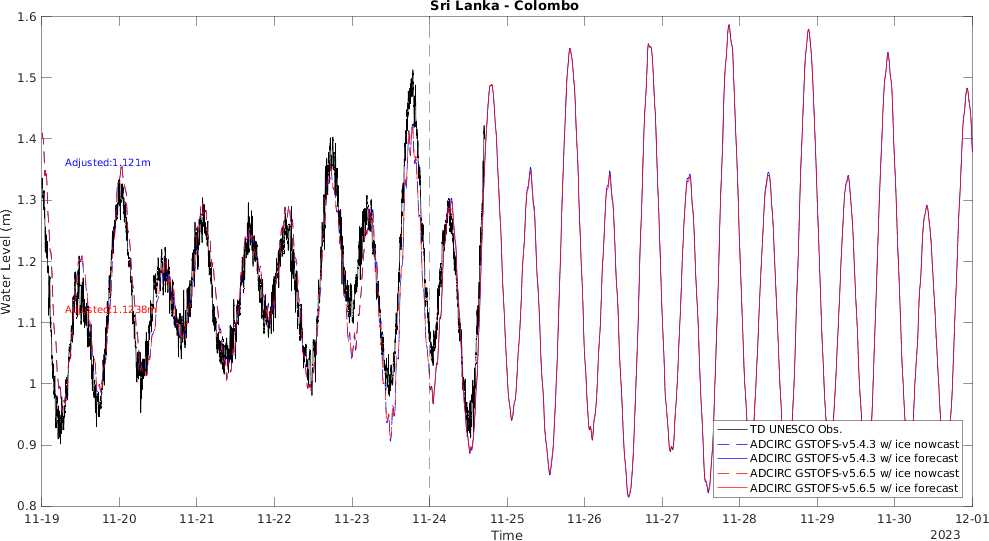 Sri Lanka - Colombo
Water Level (m)
1.6
1.5
1.4
1.3
1.2
1.1
1
0.9
0.8
Adjusted:1.121m
Adjusted:1.1238m
TD UNESCO Obs.
ADCIRC GSTOFS-v5.4.3 w/ ice nowcast
ADCIRC GSTOFS-v5.4.3 w/ ice forecast
ADCIRC GSTOFS-v5.6.5 w/ ice nowcast
ADCIRC GSTOFS-v5.6.5 w/ ice forecast
11-19 11-20 11-21 11-22 11-23 11-24 11-25 11-26 11-27 11-28 11-29 11-30 12-01
Time
2023